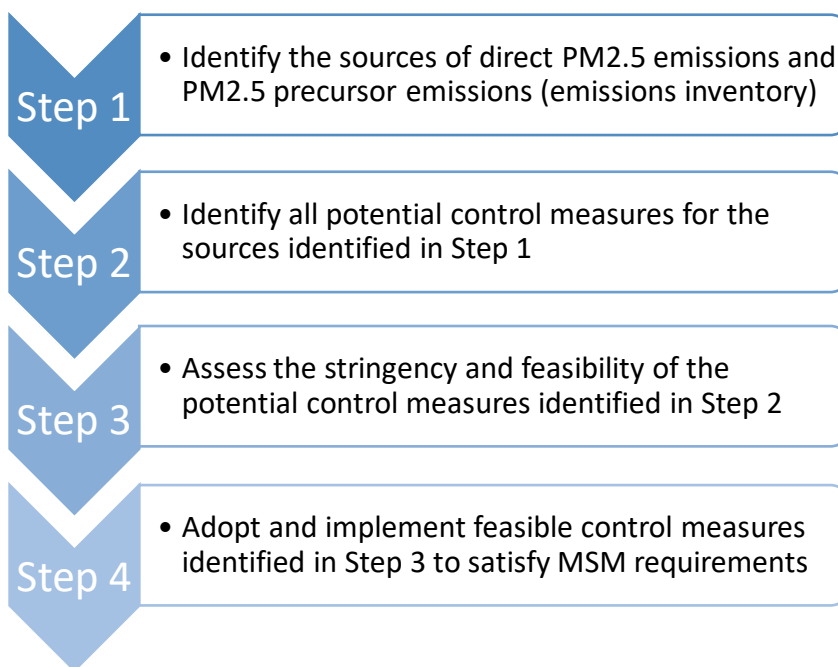 Step 1
• Identify the sources of direct PM2.5 emissions and
PM2.5 precursor emissions (emissions inventory)
Step 2
• Identify all potential control measures for the
sources identified in Step 1
Step 3
• Assess the stringency and feasibility of the
potential control measures identified in Step 2
Step 4
• Adopt and implement feasible control measures
identified in Step 3 to satisfy MSM requirements